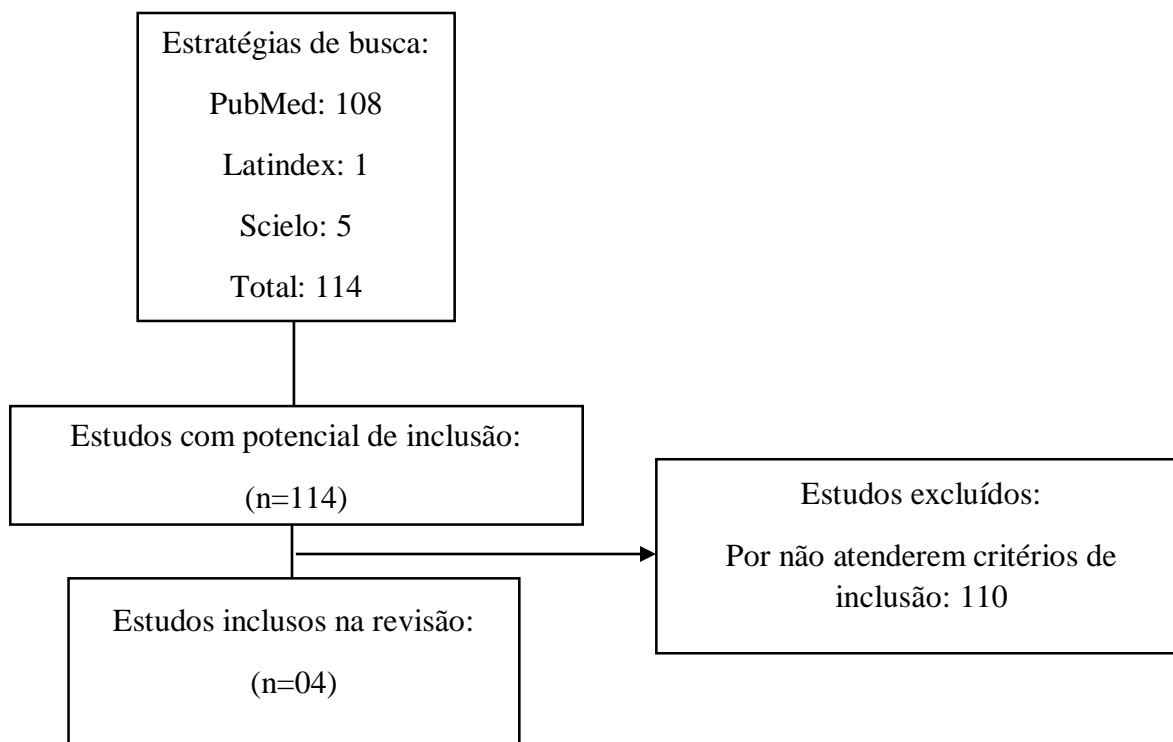 Estratégias de busca:
PubMed: 108
Latindex: 1
Scielo: 5
Total: 114
Estudos com potencial de inclusão:
(n=114)
Estudos excluídos:
Por não atenderem critérios de
inclusão: 110
Estudos inclusos na revisão:
(n=04)